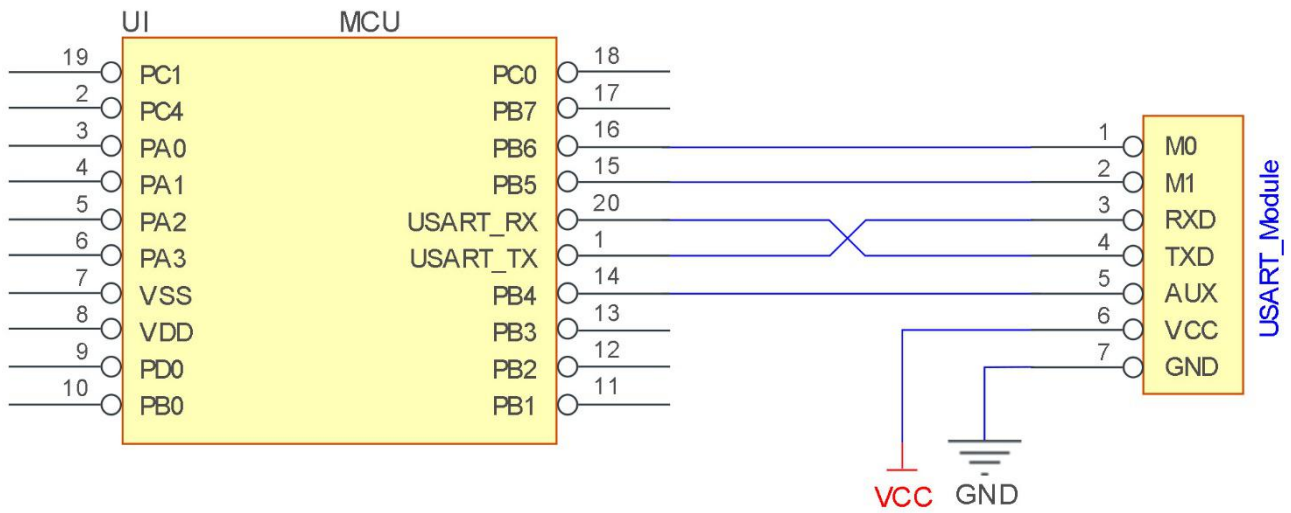 UI MCU
19 PC1 PC0 18
2 PC4 PB7 17
3 PA0 PB6 16 1 M0
4 PA1 PB5 15 2 M1
5 PA2 USART_RX 20 3 RXD
6 PA3 USART_TX 1 4 TXD
7 VSS PB4 14 5 AUX
8 VDD PB3 13 6 VCC
9 PD0 PB2 12 7 GND
10 PB0 PB1 11
USART_Module
VCC GND